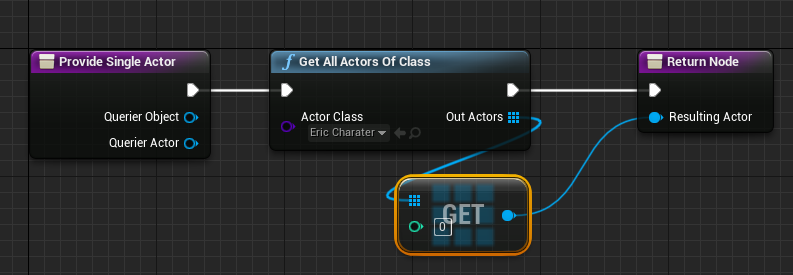 Provide Single Actor
Querier Object
Querier Actor
f Get All Actors Of Class
Actor Class
Eric Charater
Out Actors
GET
0
Return Node
Resulting Actor